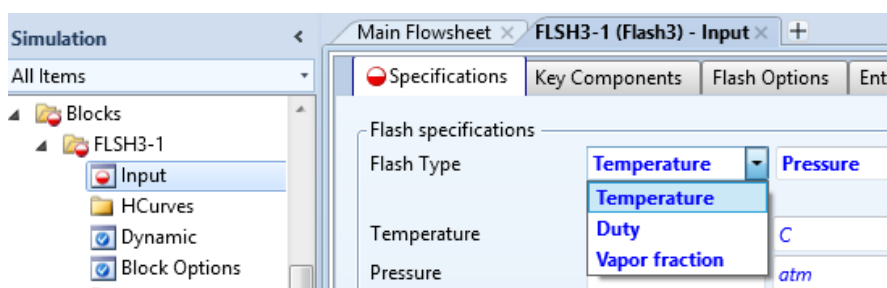 Simulation
Main Flowsheet FLSH3-1 (Flash3) - Input
All Items
Specifications Key Components Flash Options Ent
Blocks
FLSH3-1
Input
HCurves
Dynamic
Block Options
Flash specifications
Flash Type Temperature Pressure
Temperature
Duty
Vapor fraction
Temperature C
Pressure atm